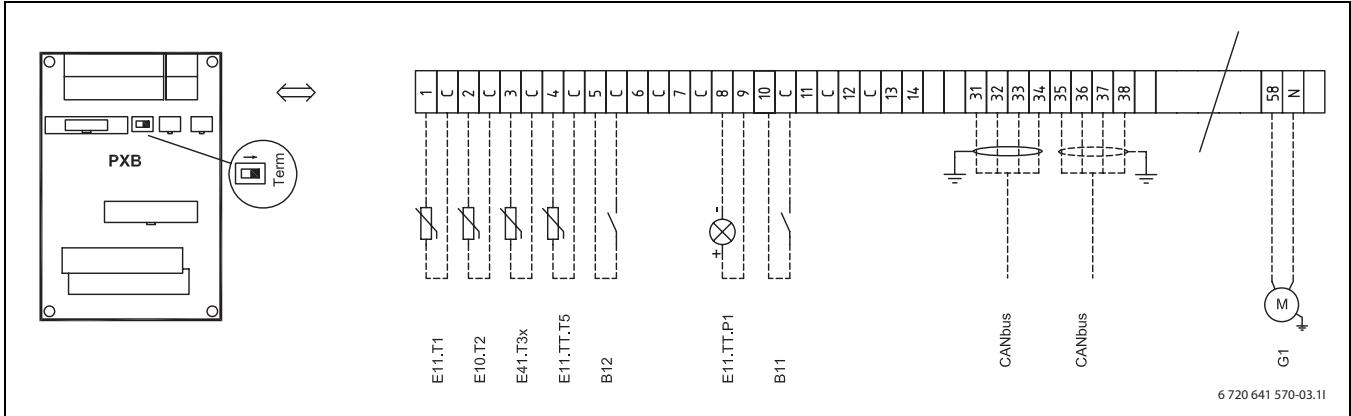 PXB
Term
1 C 2 C 3 C 4 C 5 C 6 C 7 C 8 9 10 C 11 C 12 C 13 14 31 32 33 34 35 36 37 38 58 N
- 
+
M
E11.T1
E10.T2
E41.T3x
E11.TT.T5
B12
E11.TT.P1
B11
CANbus
CANbus
G1
6 720 641 570-03.1I